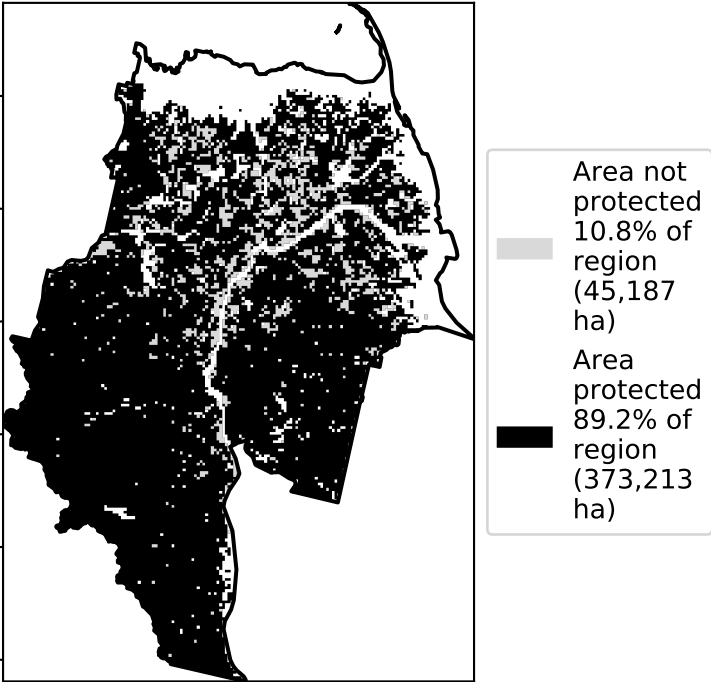 Area not
protected
10.8% of
region
(45,187
ha)
Area
protected
89.2% of
region
(373,213
ha)